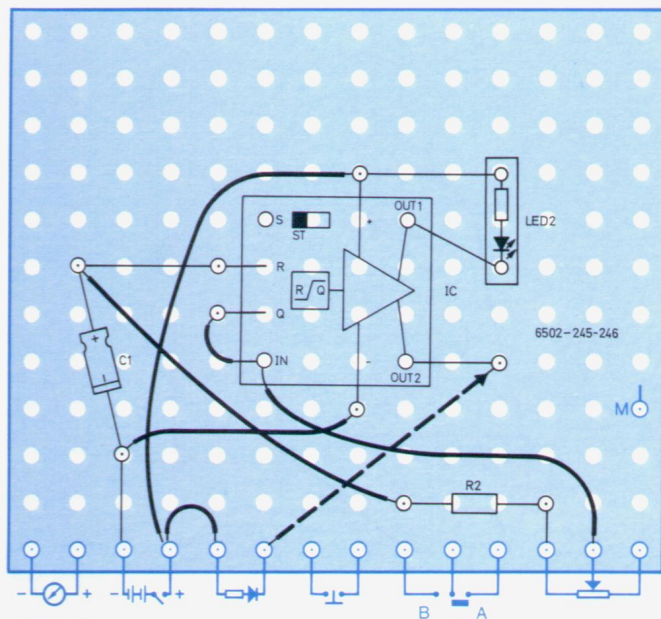 OUT1
S
ST
+
LED2
R
R Q
IC
Q
6502-245-246
+
C1
-
IN
-
OUT2
M
R2
- + - +
B A